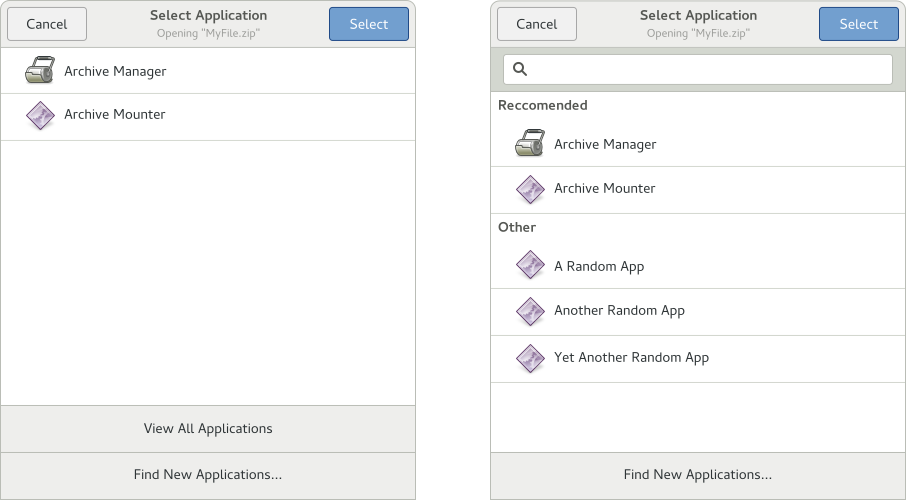 Cancel
Select Application
Opening "MyFile.zip"
Select
Archive Manager
Archive Mounter
View All Applications
Find New Applications...
Cancel
Select Application
Opening "MyFile.zip"
Select
Reccomended
Archive Manager
Archive Mounter
Other
A Random App
Another Random App
Yet Another Random App
Find New Applications...